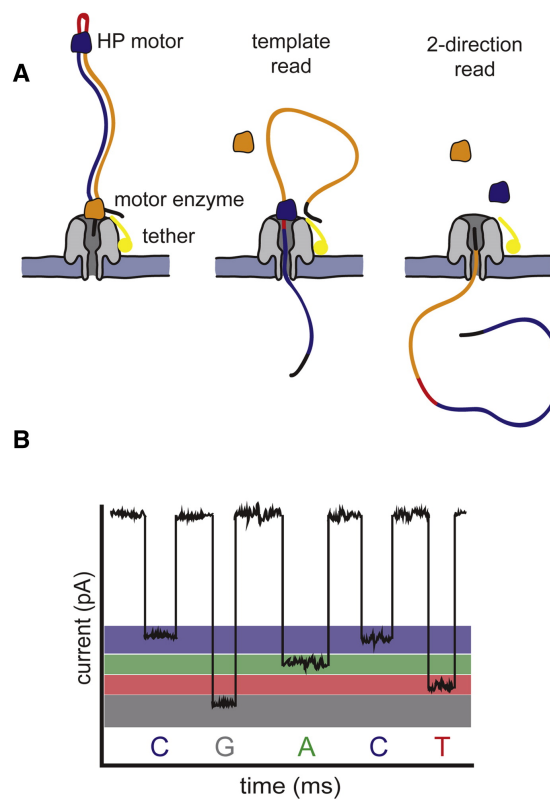 A
HP motor
template
read
2-direction
read
motor enzyme
tether
B
current (pA)
C G A C T
time (ms)